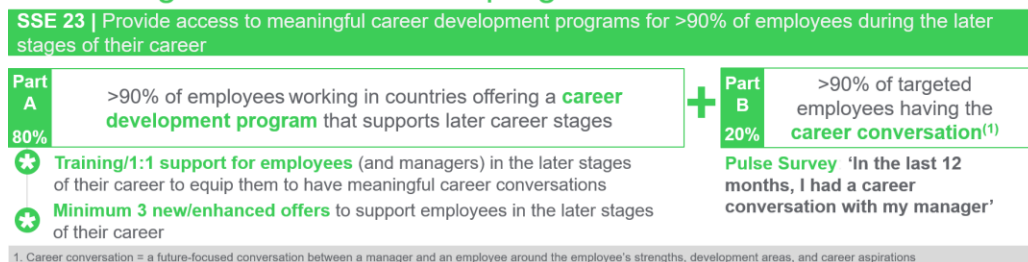 SSE 23 | Provide access to meaningful career development programs for >90% of employees during the later
stages of their career
Part
A
80%
>90% of employees working in countries offering a career
development program that supports later career stages
+
Part
B
20%
>90% of targeted
employees having the
career conversation(1)
Training/1:1 support for employees (and managers) in the later stages
of their career to equip them to have meaningful career conversations
Minimum 3 new/enhanced offers to support employees in the later stages
of their career
Pulse Survey 'In the last 12
months, I had a career
conversation with my manager'
1. Career conversation = a future-focused conversation between a manager and an employee around the employee's strengths, development areas, and career aspirations